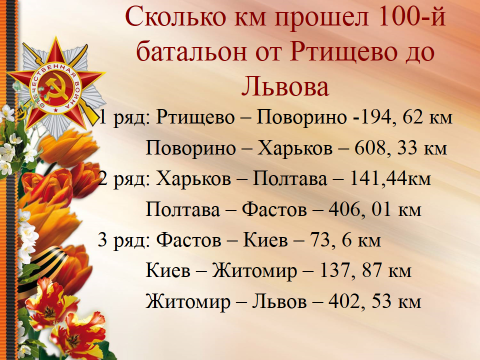 Сколько км прошел 100-й
батальон от Ртищево до
Львова
1 ряд: Ртищево – Поворино -194, 62 км
Поворино – Харьков – 608, 33 км
2 ряд: Харьков – Полтава – 141,44км
Полтава – Фастов – 406, 01 км
3 ряд: Фастов – Киев – 73, 6 км
Киев – Житомир – 137, 87 км
Житомир – Львов – 402, 53 км